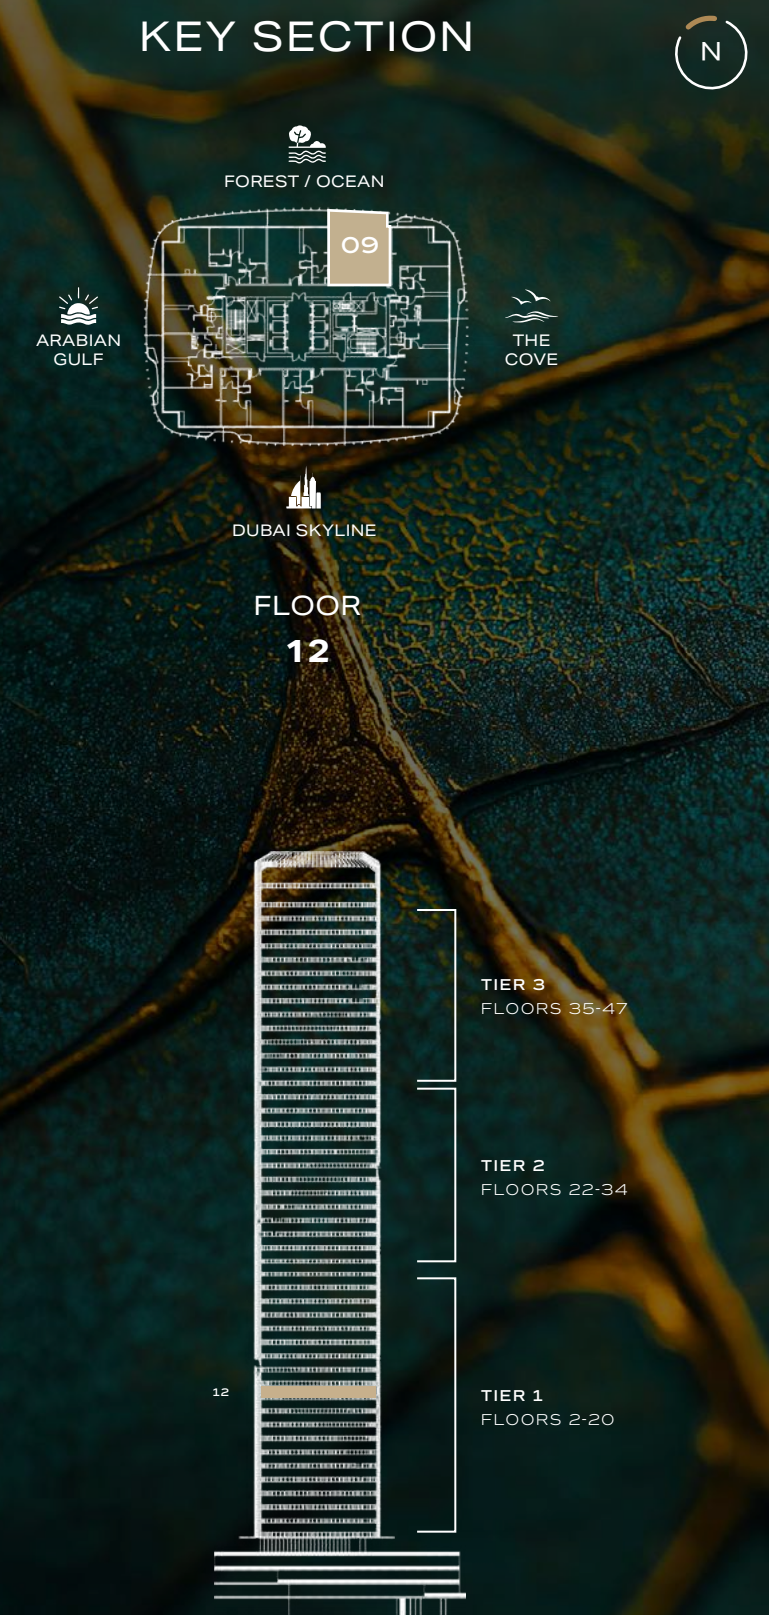 KEY SECTION
N
FOREST / OCEAN
09
ARABIAN
GULF
THE
COVE
DUBAI SKYLINE
FLOOR
12
TIER 3
FLOORS 35-47
TIER 2
FLOORS 22-34
12
TIER 1
FLOORS 2-20